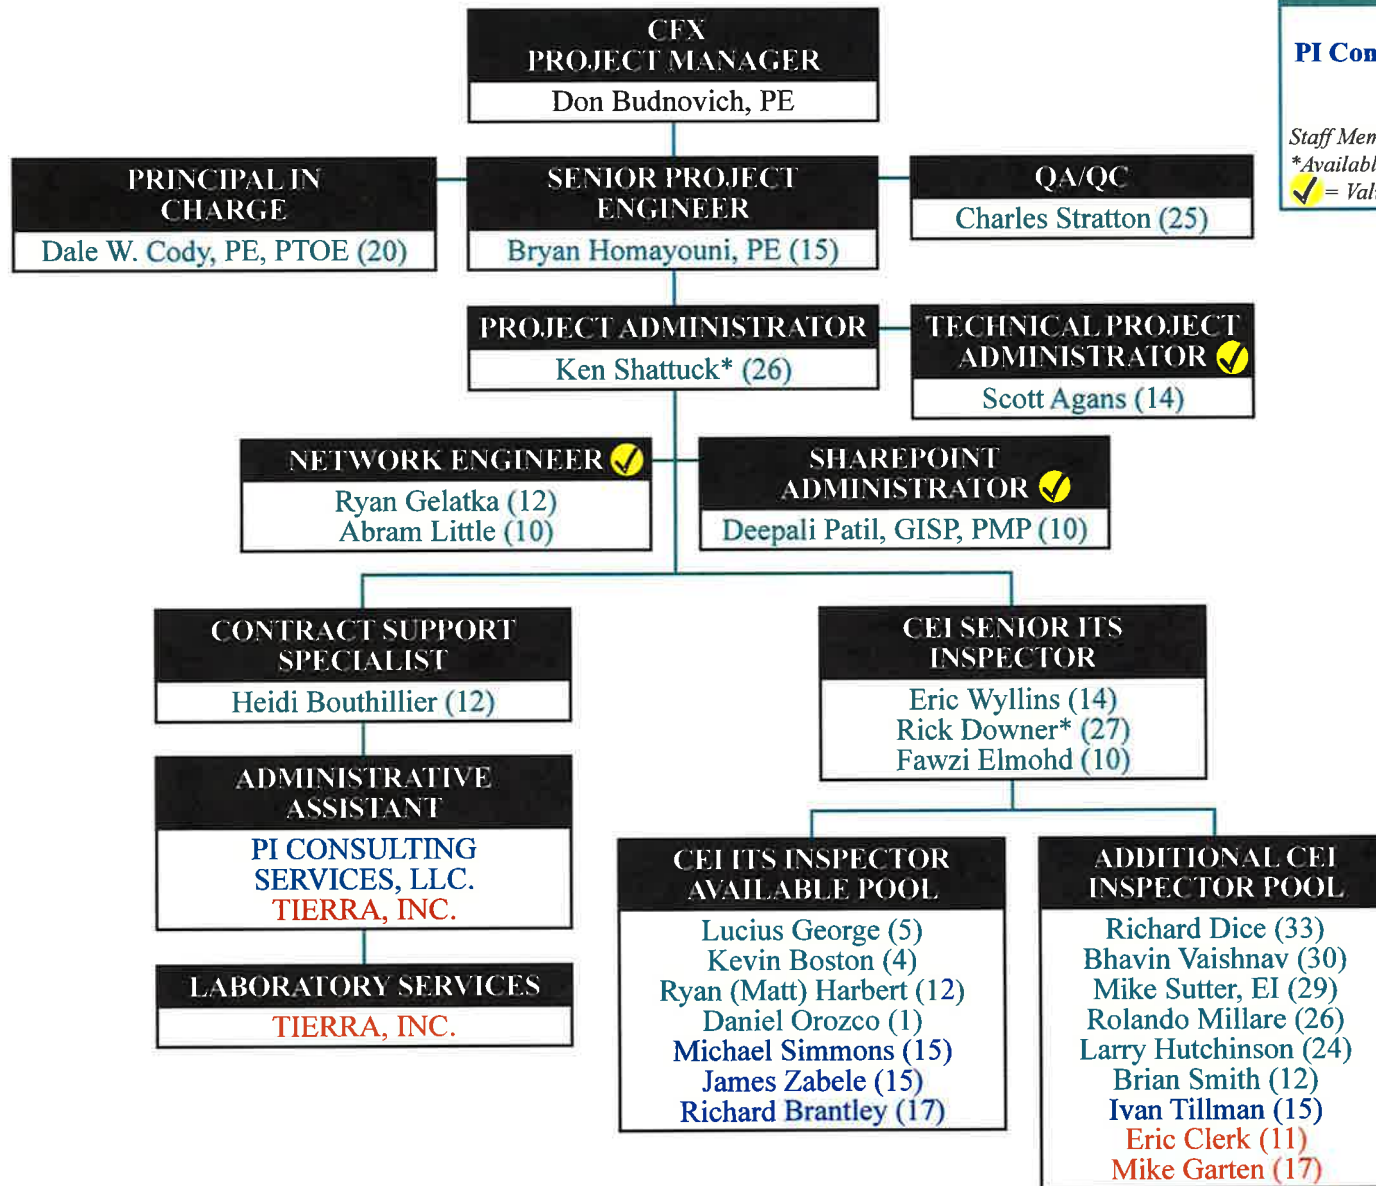 CFX
PROJECT MANAGER
Don Budnovich, PE
PI Con
Staff Mem
*Availabl
= Val
PRINCIPAL IN
CHARGE
Dale W. Cody, PE, PTOE (20)
SENIOR PROJECT
ENGINEER
Bryan Homayouni, PE (15)
QA/QC
Charles Stratton (25)
PROJECT ADMINISTRATOR
Ken Shattuck* (26)
TECHNICAL PROJECT
ADMINISTRATOR
Scott Agans (14)
NETWORK ENGINEER
Ryan Gelatka (12)
Abram Little (10)
SHAREPOINT
ADMINISTRATOR
Deepali Patil, GISP, PMP (10)
CONTRACT SUPPORT
SPECIALIST
Heidi Bouthillier (12)
ADMINISTRATIVE
ASSISTANT
PI CONSULTING
SERVICES, LLC.
TIERRA, INC.
LABORATORY SERVICES
TIERRA, INC.
CEI SENIOR ITS
INSPECTOR
Eric Wyllins (14)
Rick Downer* (27)
Fawzi Elmohd (10)
CEI ITS INSPECTOR
AVAILABLE POOL
Lucius George (5)
Kevin Boston (4)
Ryan (Matt) Harbert (12)
Daniel Orozco (1)
Michael Simmons (15)
James Zabele (15)
Richard Brantley (17)
ADDITIONAL CEI
INSPECTOR POOL
Richard Dice (33)
Bhavin Vaishnav (30)
Mike Sutter, EI (29)
Rolando Millare (26)
Larry Hutchinson (24)
Brian Smith (12)
Ivan Tillman (15)
Eric Clerk (11)
Mike Garten (17)